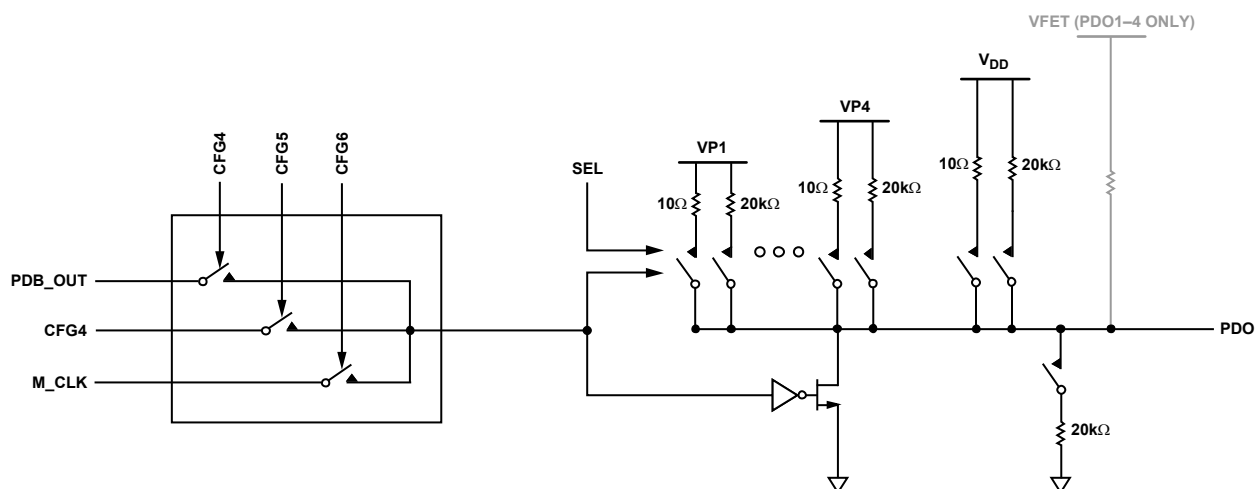 VFET (PDO1–4 ONLY)
VDD
VP4
CFG4
CFG5
CFG6
SEL
VP1
10Ω
20kΩ
10Ω
20kΩ
10Ω
20kΩ
PDB_OUT
CFG4
PDO
M_CLK
20kΩ